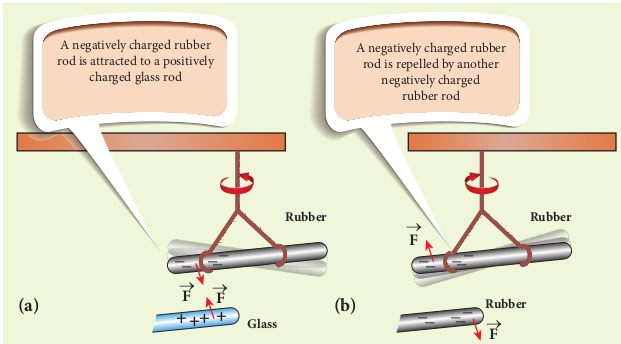 A negatively charged rubber
rod is attracted to a positively
charged glass rod
A negatively charged rubber
rod is repelled by another
negatively charged
rubber rod
Rubber
F
F
Glass
(a)
Rubber
F
Rubber
F
(b)